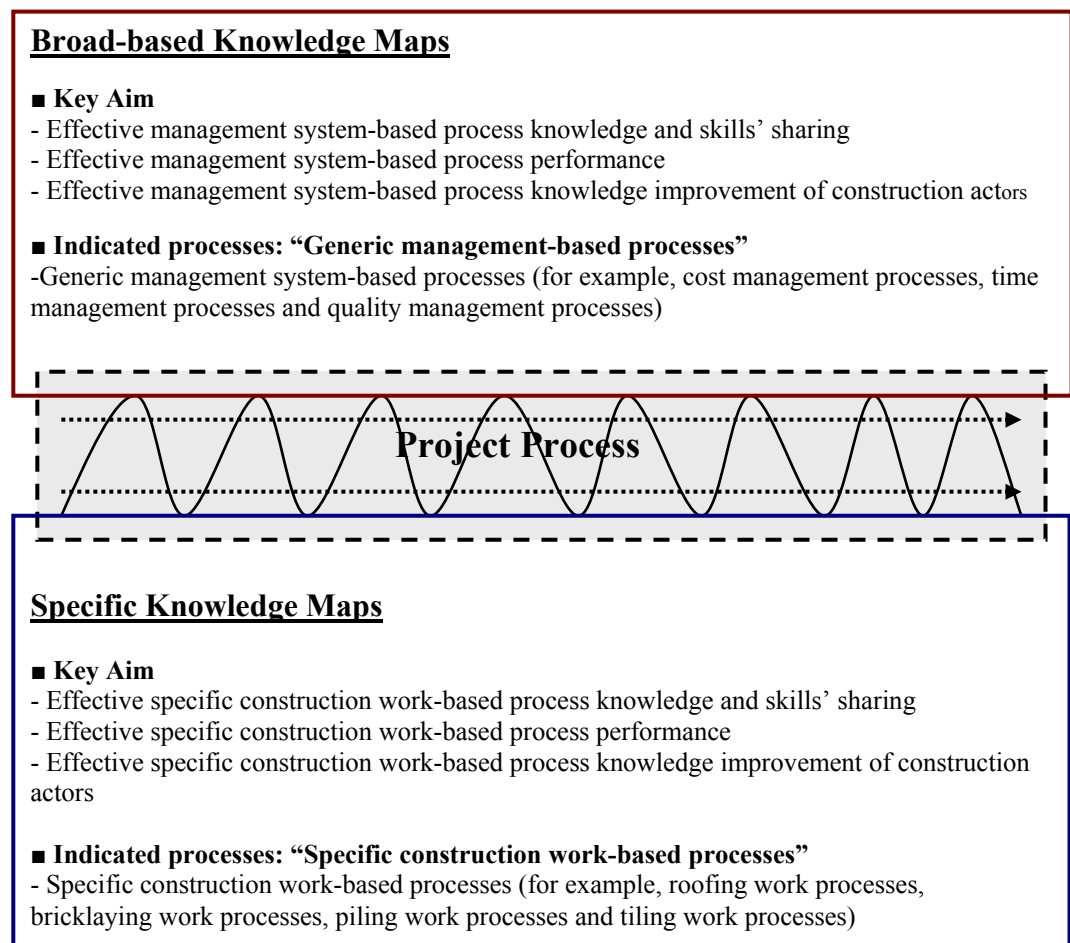 Broad-based Knowledge Maps
■ Key Aim
- Effective management system-based process knowledge and skills’ sharing
- Effective management system-based process performance
- Effective management system-based process knowledge improvement of construction actors
■ Indicated processes: “Generic management-based processes”
-Generic management system-based processes (for example, cost management processes, time
management processes and quality management processes)
Project Process
Specific Knowledge Maps
■ Key Aim
- Effective specific construction work-based process knowledge and skills’ sharing
- Effective specific construction work-based process performance
- Effective specific construction work-based process knowledge improvement of construction
actors
■ Indicated processes: “Specific construction work-based processes”
- Specific construction work-based processes (for example, roofing work processes,
bricklaying work processes, piling work processes and tiling work processes)